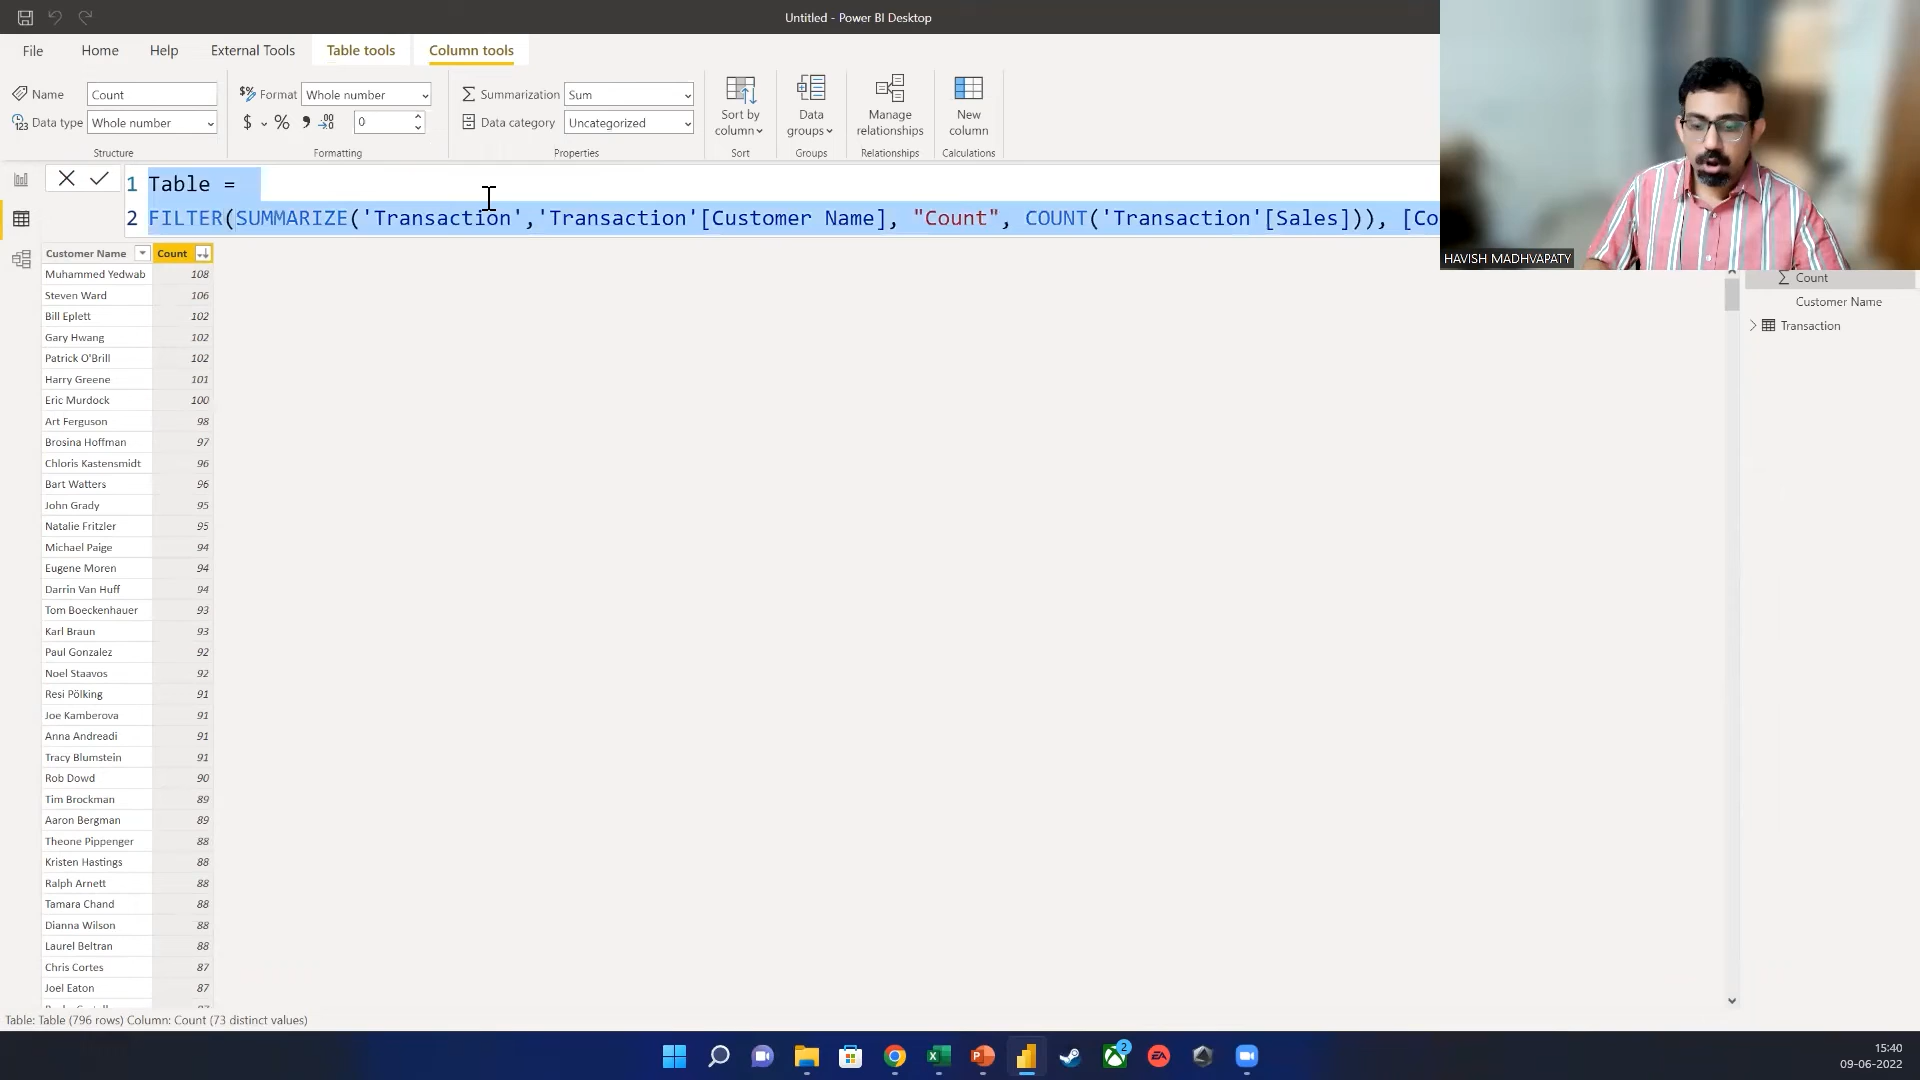 Untitled - Power BI Desktop
File Home Help External Tools Table tools Column tools
Name Count $% Format Whole number Summarization Sum
Data type Whole number $ % 0 Data category Uncategorized
Sort by column Data groups Manage relationships New column
Structure Formatting Properties Sort Groups Relationships Calculations
1 Table =
2 FILTER(SUMMARIZE('Transaction','Transaction'[Customer Name], "Count", COUNT('Transaction'[Sales])), [Co
HAVISH MADHVAPATY
Customer Name Count
Count
Customer Name
Transaction
Muhammed Yedwab 108
Steven Ward 106
Bill Eplett 102
Gary Hwang 102
Patrick O'Brill 102
Harry Greene 101
Eric Murdock 100
Art Ferguson 98
Brosina Hoffman 97
Chloris Kastensmidt 96
Bart Watters 96
John Grady 95
Natalie Fritzler 95
Michael Paige 94
Eugene Moren 94
Darrin Van Huff 94
Tom Boeckenhauer 93
Karl Braun 93
Paul Gonzalez 92
Noel Staavos 92
Resi Pölking 91
Joe Kamberova 91
Anna Andreadi 91
Tracy Blumstein 91
Rob Dowd 90
Tim Brockman 89
Aaron Bergman 89
Theone Pippenger 88
Kristen Hastings 88
Ralph Arnett 88
Tamara Chand 88
Dianna Wilson 88
Laurel Beltran 88
Chris Cortes 87
Joel Eaton 87
Table: Table (796 rows) Column: Count (73 distinct values)
2
EA
15:40
09-06-2022